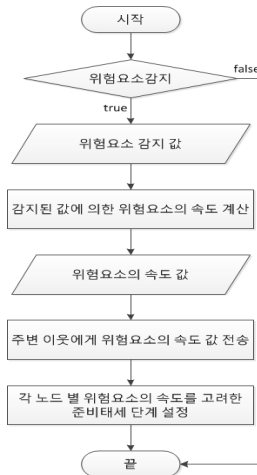 시작
위험요소감지
false
true
위험요소 감지 값
감지된 값에 의한 위험요소의 속도 계산
위험요소의 속도 값
주변 이웃에게 위험요소의 속도 값 전송
각 노드 별 위험요소의 속도를 고려한
준비태세 단계 설정
끝